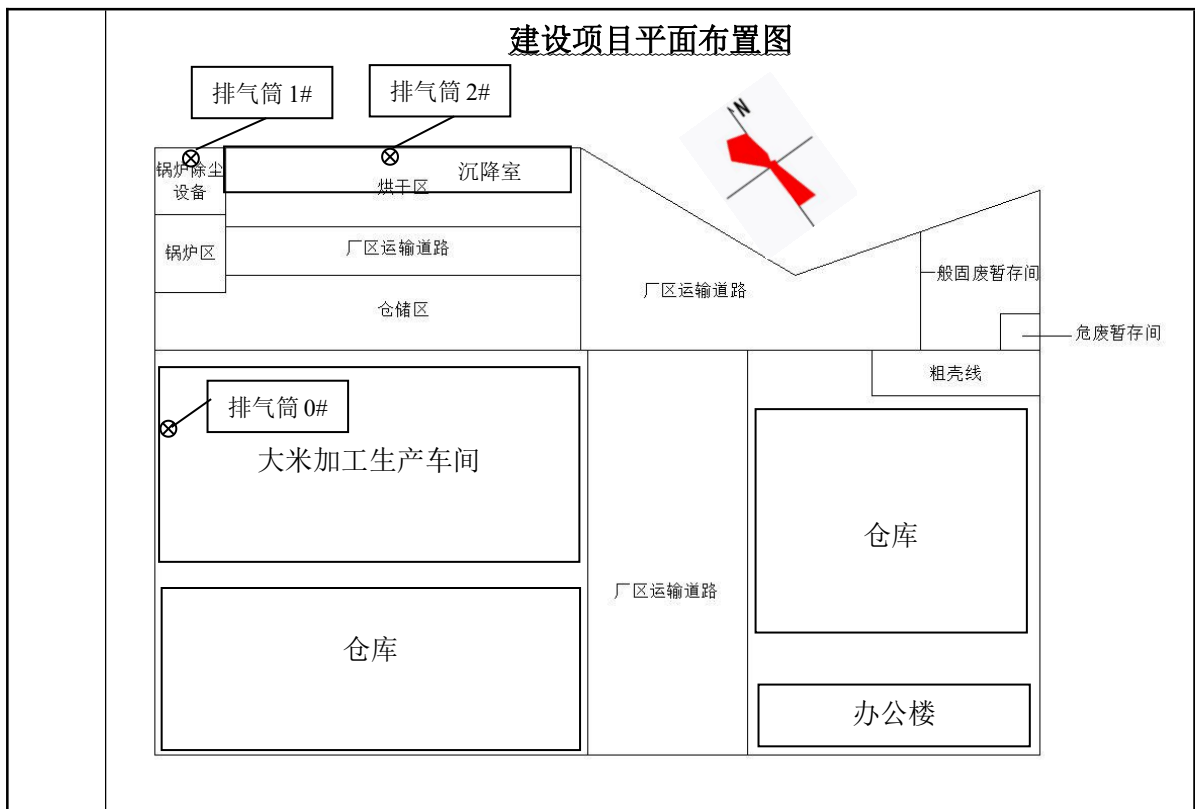 建设项目平面布置图
排气筒 1#
排气筒 2#
N
锅炉除尘
设备
沉降室
烘干区
锅炉区
厂区运输道路
仓储区
厂区运输道路
一般固废暂存间
危废暂存间
粗壳线
排气筒 0#
大米加工生产车间
仓库
厂区运输道路
仓库
办公楼